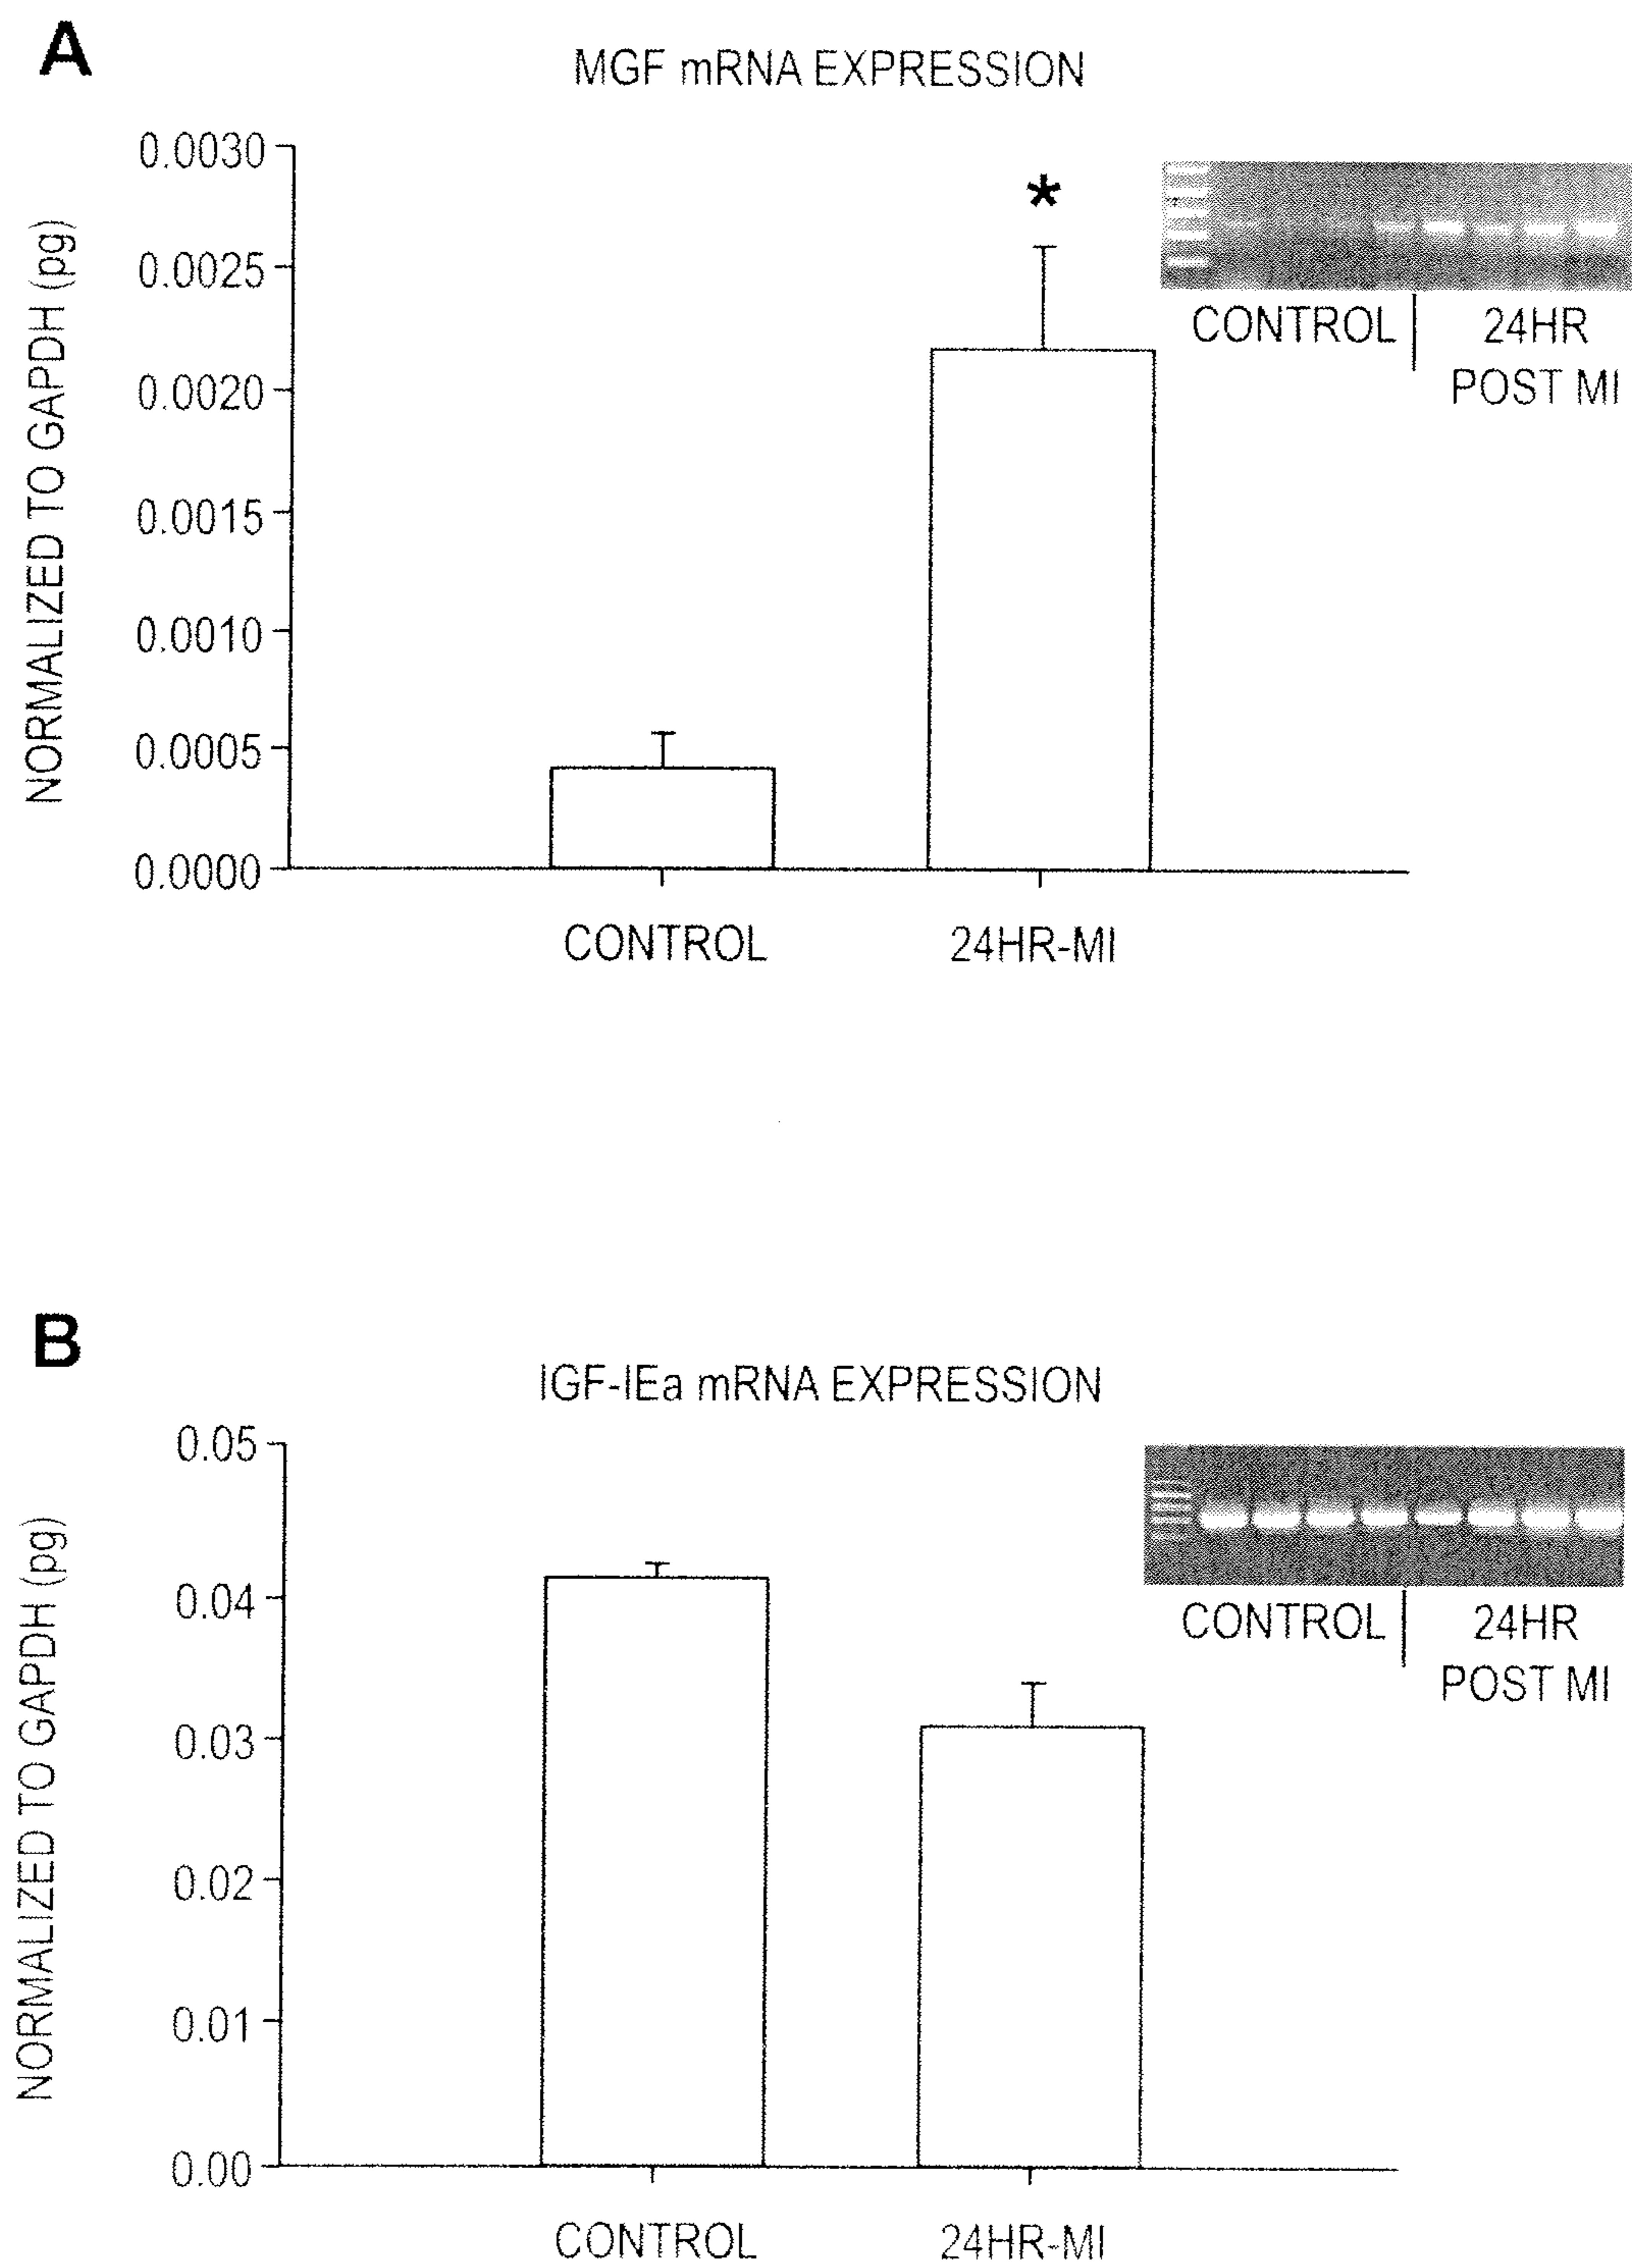 A
MGF mRNA EXPRESSION
NORMALIZED TO GAPDH (pg)
0.0030
0.0025
0.0020
0.0015
0.0010
0.0005
0.0000
*
CONTROL
24HR
POST MI
CONTROL
24HR-MI
B
IGF-IEa mRNA EXPRESSION
NORMALIZED TO GAPDH (pg)
0.05
0.04
0.03
0.02
0.01
0.00
CONTROL
24HR
POST MI
CONTROL
24HR-MI